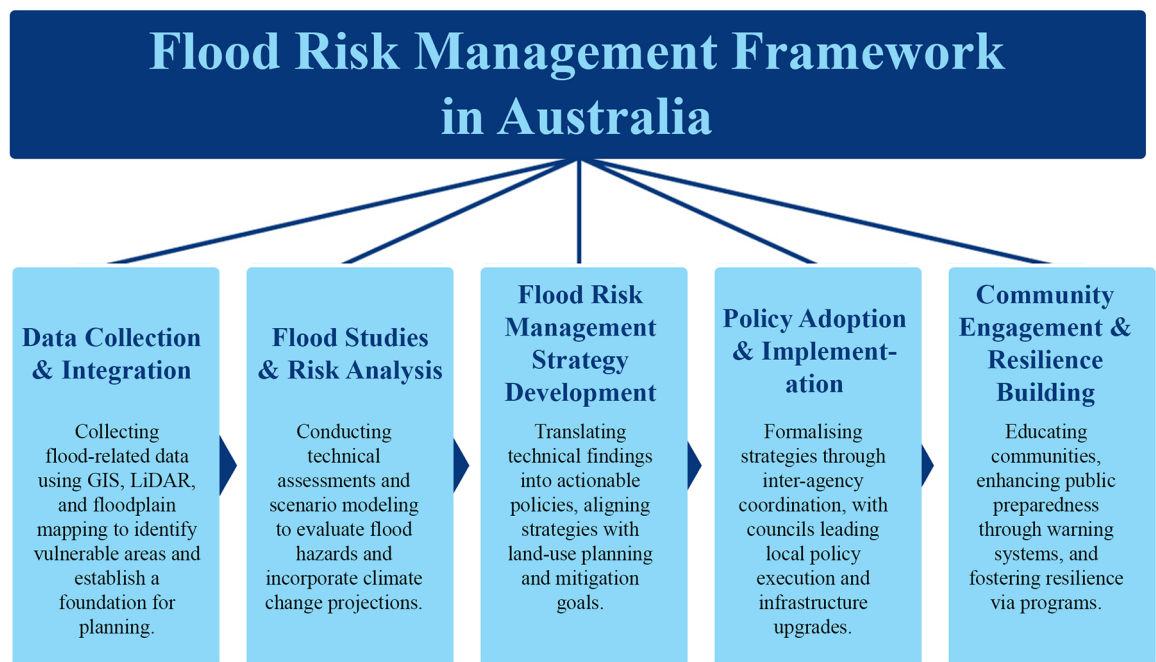 Flood Risk Management Framework
in Australia
Data Collection
& Integration
Collecting
flood-related data
using GIS, LiDAR,
and floodplain
mapping to identify
vulnerable areas and
establish a
foundation for
planning.
Flood Studies
& Risk Analysis
Conducting
technical
assessments and
scenario modeling
to evaluate flood
hazards and
incorporate climate
change projections.
Flood Risk
Management
Strategy
Development
Translating
technical findings
into actionable
policies, aligning
strategies with
land-use planning
and mitigation
goals.
Policy Adoption
& Implement-
ation
Formalising
strategies through
inter-agency
coordination, with
councils leading
local policy
execution and
infrastructure
upgrades.
Community
Engagement &
Resilience
Building
Educating
communities,
enhancing public
preparedness
through warning
systems, and
fostering resilience
via programs.